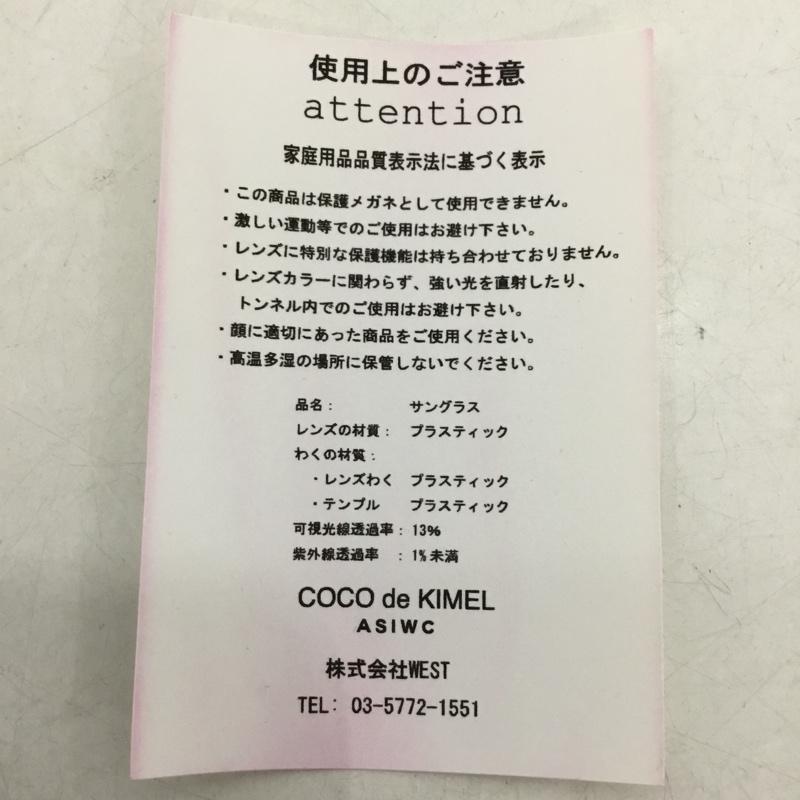 使用上のご注意
attention
家庭用品品質表示法に基づく表示
・この商品は保護メガネとして使用できません。
・激しい運動等でのご使用はお避け下さい。
・レンズに特別な保護機能は持ち合わせておりません。
・レンズカラーに関わらず、強い光を直射したり、
トンネル内でのご使用はお避け下さい。
・顔に適切にあった商品をご使用ください。
・高温多湿の場所に保管しないでください。
品名： サングラス
レンズの材質： プラスティック
わくの材質：
・レンズわく プラスティック
・テンプル プラスティック
可視光線透過率：13%
紫外線透過率 ：1%未満
COCO de KIMEL
ASIWC
株式会社WEST
TEL: 03-5772-1551